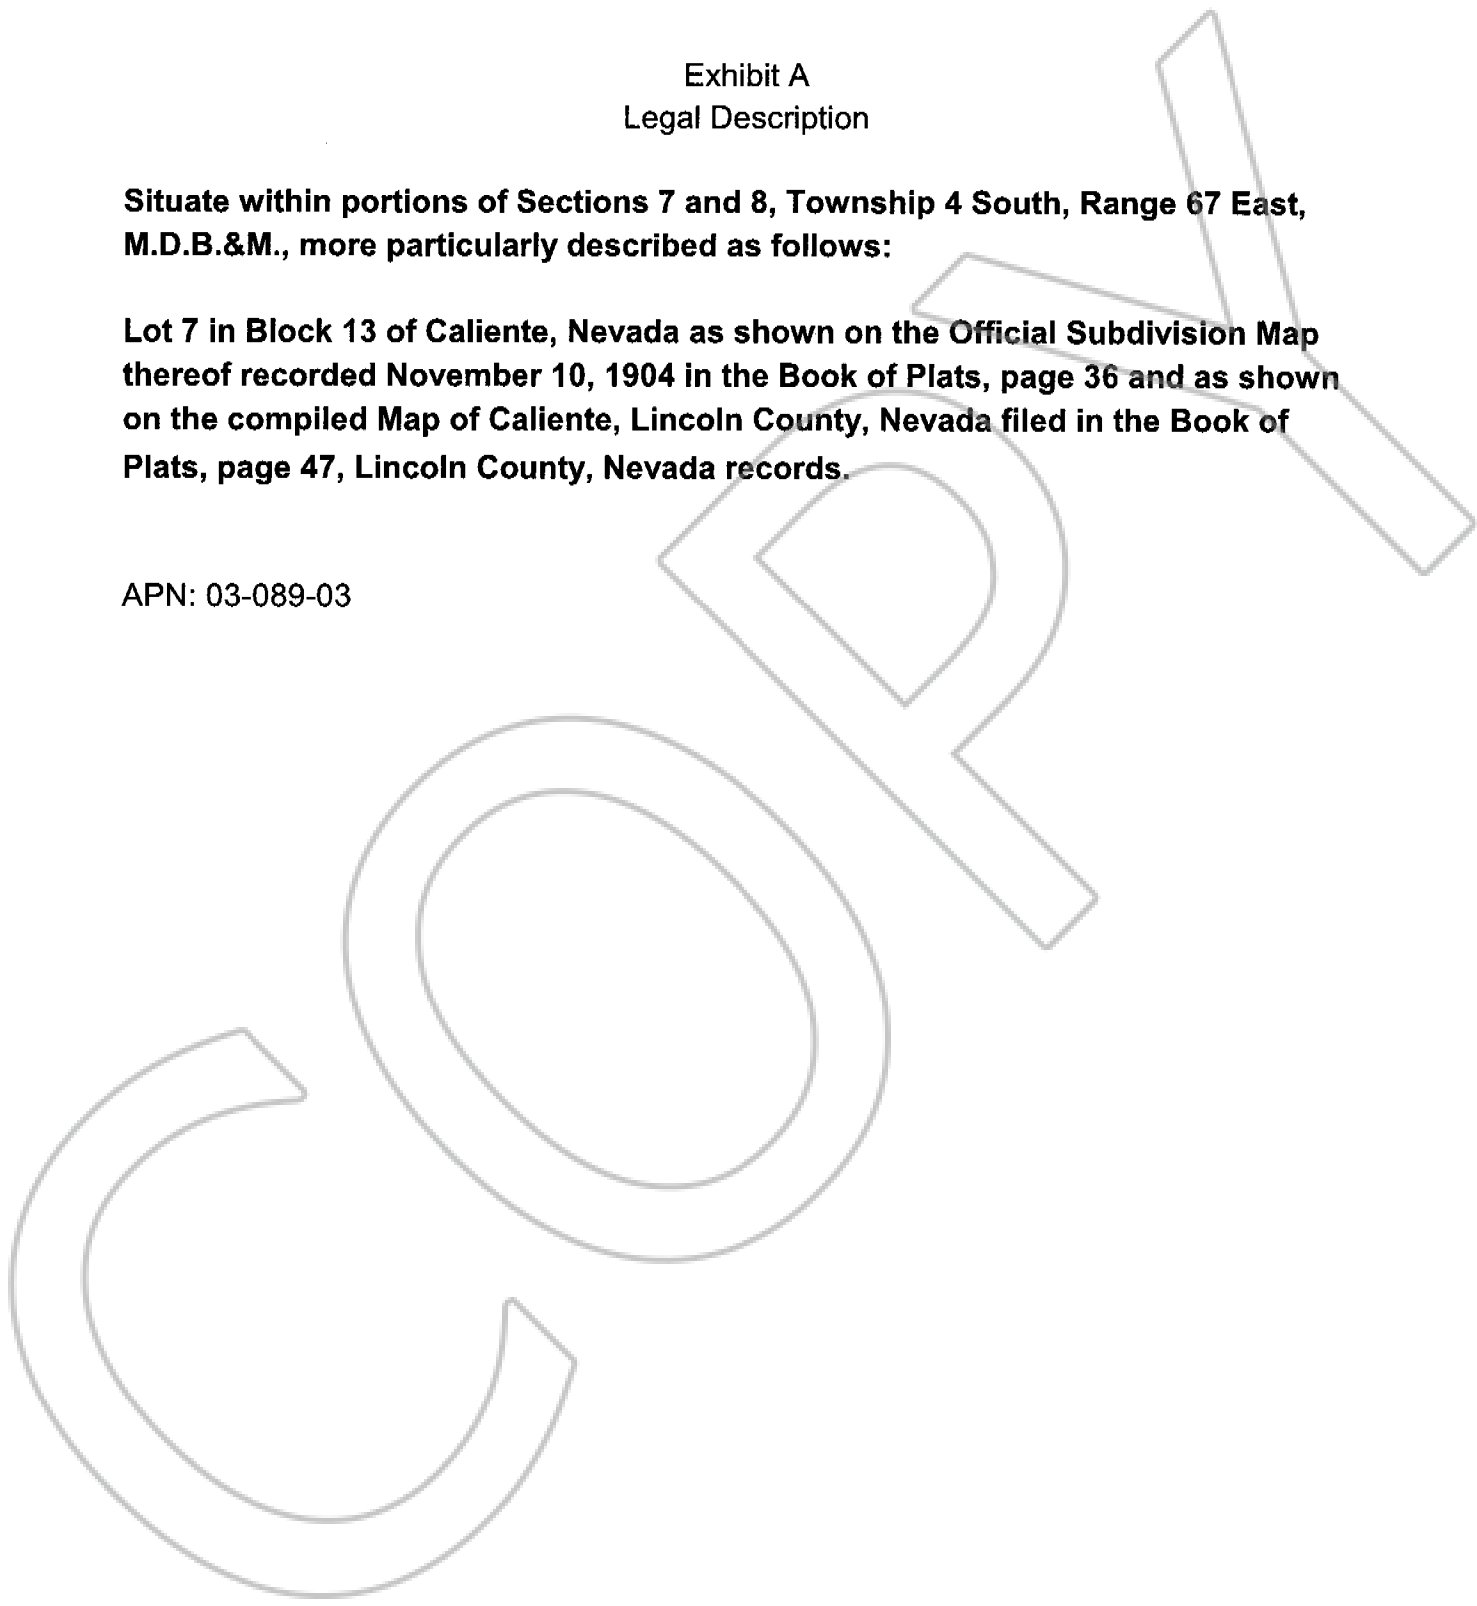 Exhibit A
Legal Description
Situate within portions of Sections 7 and 8, Township 4 South, Range 67 East,
M.D.B.&M., more particularly described as follows:
Lot 7 in Block 13 of Caliente, Nevada as shown on the Official Subdivision Map
thereof recorded November 10, 1904 in the Book of Plats, page 36 and as shown
on the compiled Map of Caliente, Lincoln County, Nevada filed in the Book of
Plats, page 47, Lincoln County, Nevada records.
APN: 03-089-03
COPY